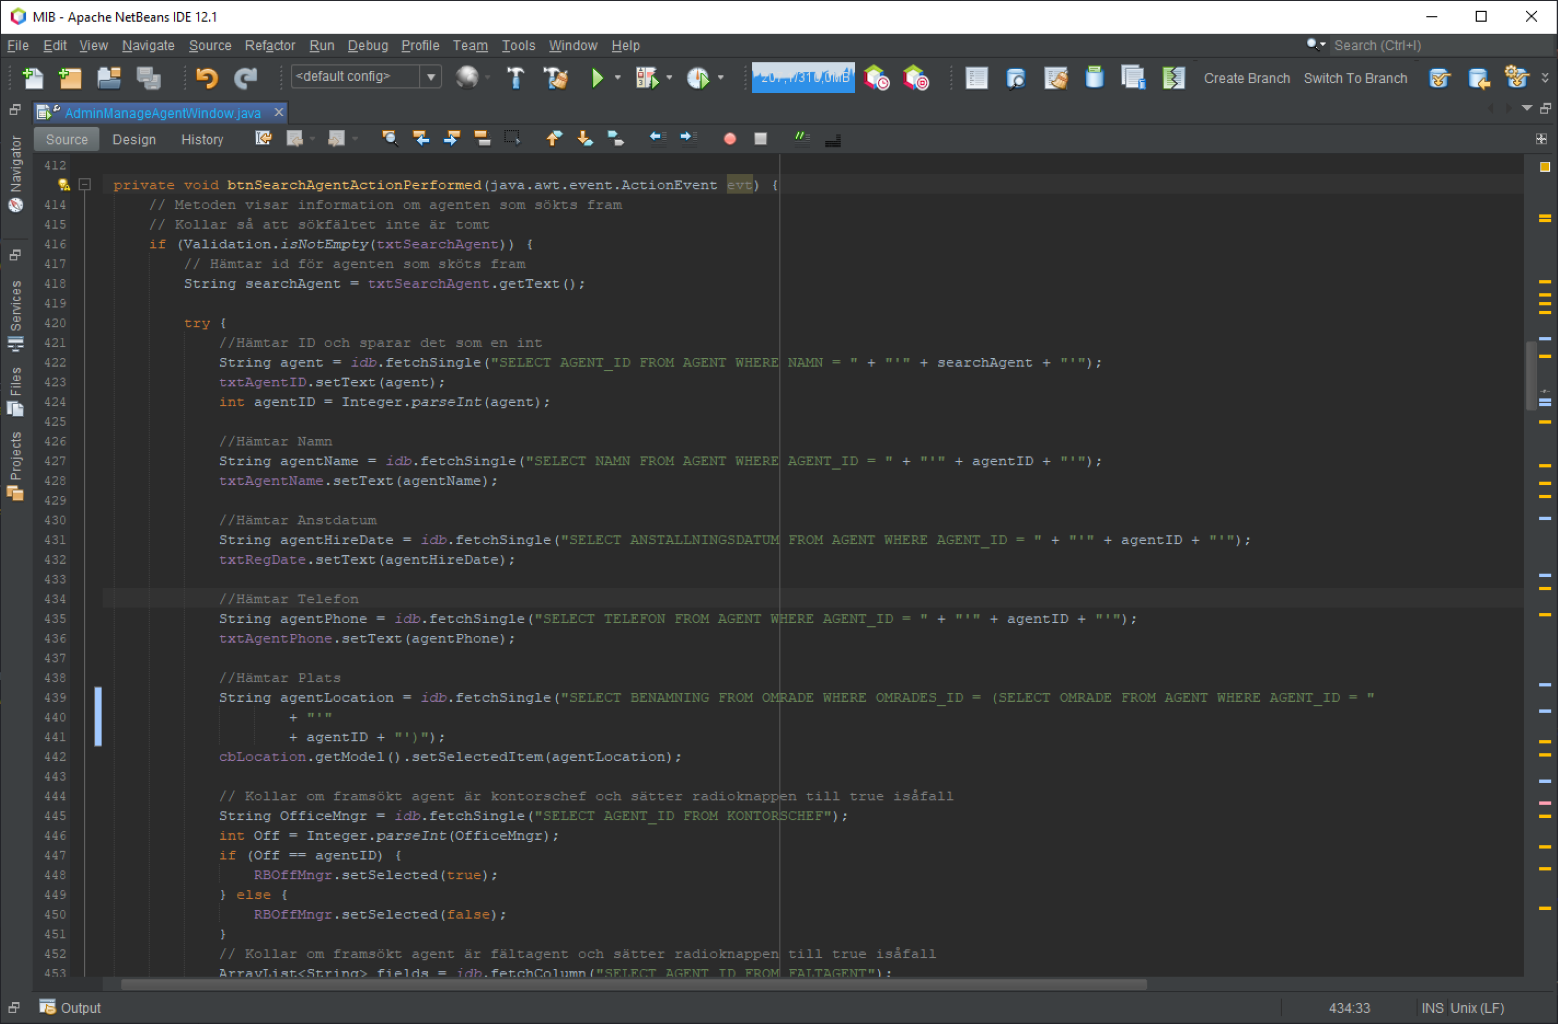 MIB - Apache NetBeans IDE 12.1
File Edit View Navigate Source Refactor Run Debug Profile Team Tools Window Help
Search (Ctrl+I)
<default config>
Create Branch Switch To Branch
AdminManageAgentWindow.java
Source Design History
Navigator
Services
Files
Projects
412
private void btnSearchAgentActionPerformed(java.awt.event.ActionEvent evt) {
414 // Metoden visar information om agenten som sökts fram
415 // Kollar så att sökfältet inte är tomt
416 if (Validation.isNotEmpty(txtSearchAgent)) {
417 // Hämtar id för agenten som sköts fram
418 String searchAgent = txtSearchAgent.getText();
419
420 try {
421 //Hämtar ID och sparar det som en int
422 String agent = idb.fetchSingle("SELECT AGENT_ID FROM AGENT WHERE NAMN = " + "'" + searchAgent + "'");
423 txtAgentID.setText(agent);
424 int agentID = Integer.parseInt(agent);
425
426 //Hämtar Namn
427 String agentName = idb.fetchSingle("SELECT NAMN FROM AGENT WHERE AGENT_ID = " + "'" + agentID + "'");
428 txtAgentName.setText(agentName);
429
430 //Hämtar Anstdatum
431 String agentHireDate = idb.fetchSingle("SELECT ANSTALLNINGSDATUM FROM AGENT WHERE AGENT_ID = " + "'" + agentID + "'");
432 txtRegDate.setText(agentHireDate);
433
434 //Hämtar Telefon
435 String agentPhone = idb.fetchSingle("SELECT TELEFON FROM AGENT WHERE AGENT_ID = " + "'" + agentID + "'");
436 txtAgentPhone.setText(agentPhone);
437
438 //Hämtar Plats
439 String agentLocation = idb.fetchSingle("SELECT BENAMNING FROM OMRADE WHERE OMRADES_ID = (SELECT OMRADE FROM AGENT WHERE AGENT_ID = "
440 + "'"
441 + agentID + "')");
442 cbLocation.getModel().setSelectedItem(agentLocation);
443
444 // Kollar om framsökt agent är kontorschef och sätter radioknappen till true isåfall
445 String OfficeMngr = idb.fetchSingle("SELECT AGENT_ID FROM KONTORSCHEF");
446 int Off = Integer.parseInt(OfficeMngr);
447 if (Off == agentID) {
448 RBOffMngr.setSelected(true);
449 } else {
450 RBOffMngr.setSelected(false);
451 }
452 // Kollar om framsökt agent är fältagent och sätter radioknappen till true isåfall
453 ArrayList<String> fields = idb.fetchColumn("SELECT AGENT_ID FROM FALTAGENT");
Output
434:33 INS Unix (LF)